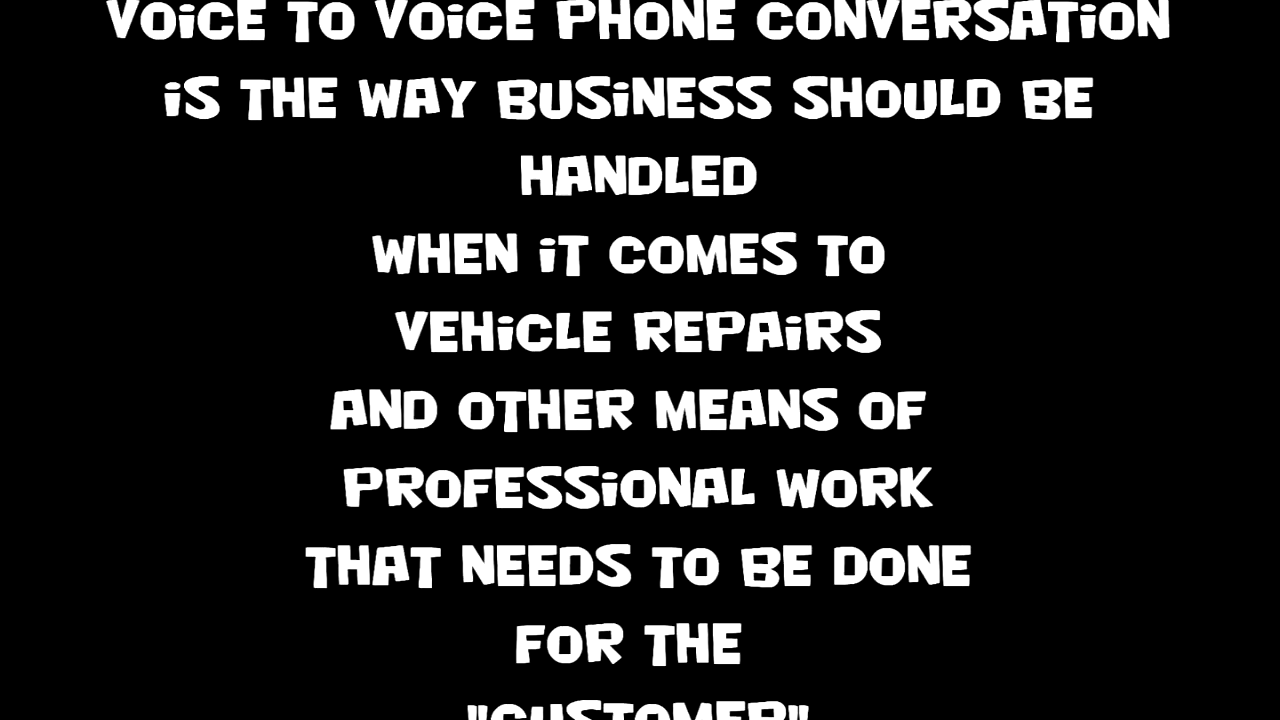 VOiCE TO VOiCE PHONE CONVERSATiON
iS THE WAY BUSiNESS SHOULD BE
HANDLED
WHEN iT COMES TO
VEHiCLE REPAiRS
AND OTHER MEANS OF
PROFESSiONAL WORK
THAT NEEDS TO BE DONE
FOR THE
"CUSTOMER"